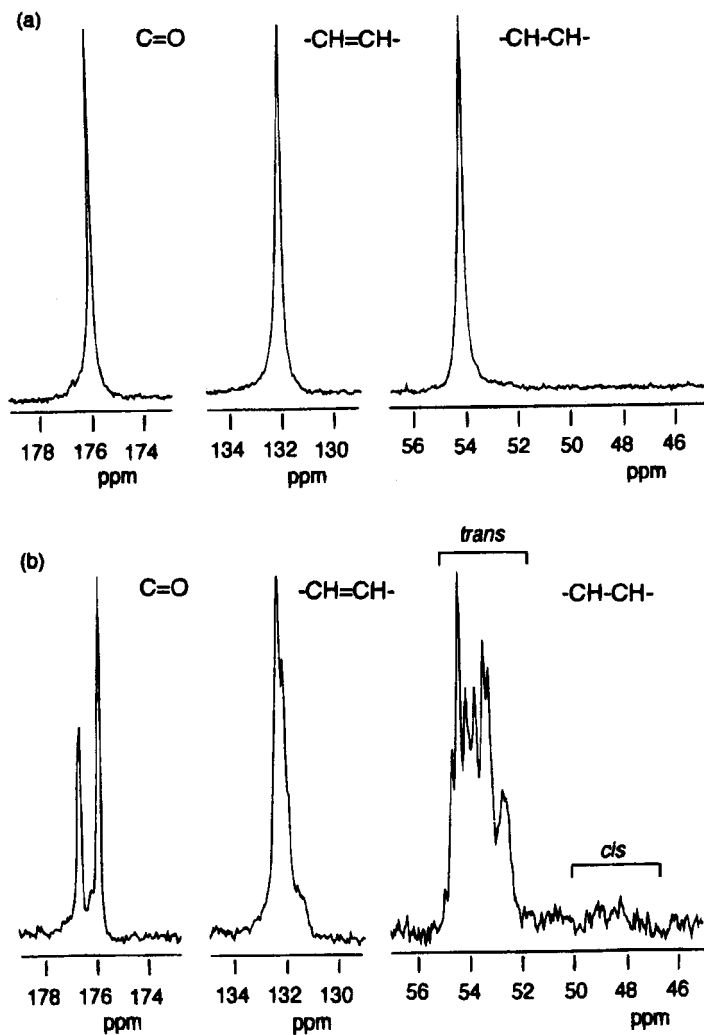 (a)
C=O -CH=CH- -CH-CH-
178 176 174 134 132 130 56 54 52 50 48 46
ppm ppm ppm
(b)
trans
C=O -CH=CH- -CH-CH-
cis
178 176 174 134 132 130 56 54 52 50 48 46
ppm ppm ppm